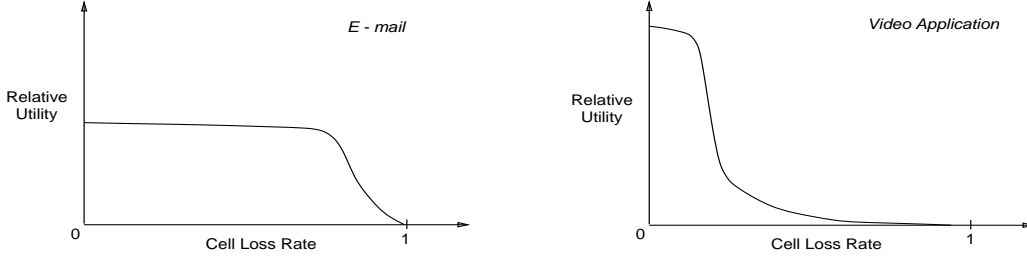 E - mail
Relative
Utility
0
Cell Loss Rate
1
Video Application
Relative
Utility
0
Cell Loss Rate
1